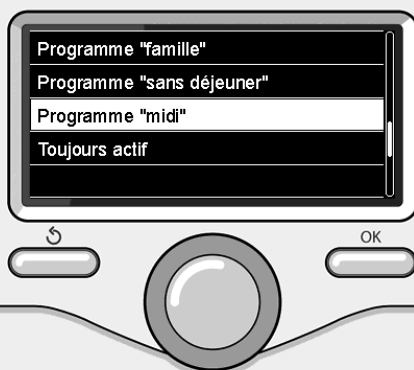 Programme "famille"
Programme "sans déjeuner"
Programme "midi"
Toujours actif
OK